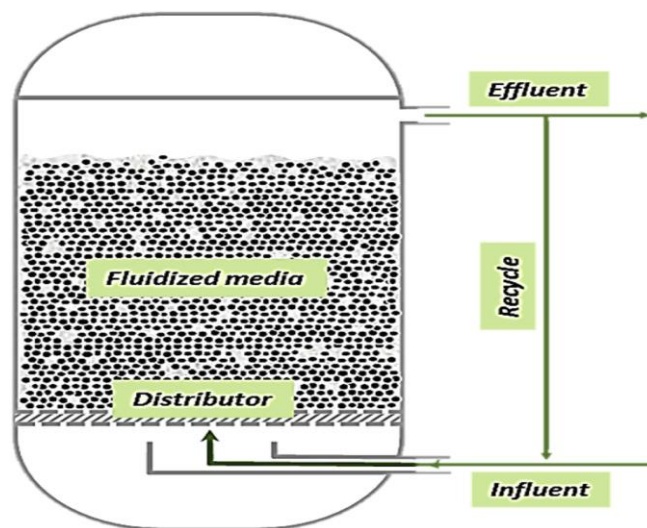 Effluent
Fluidized media
Recycle
Distributor
Influent